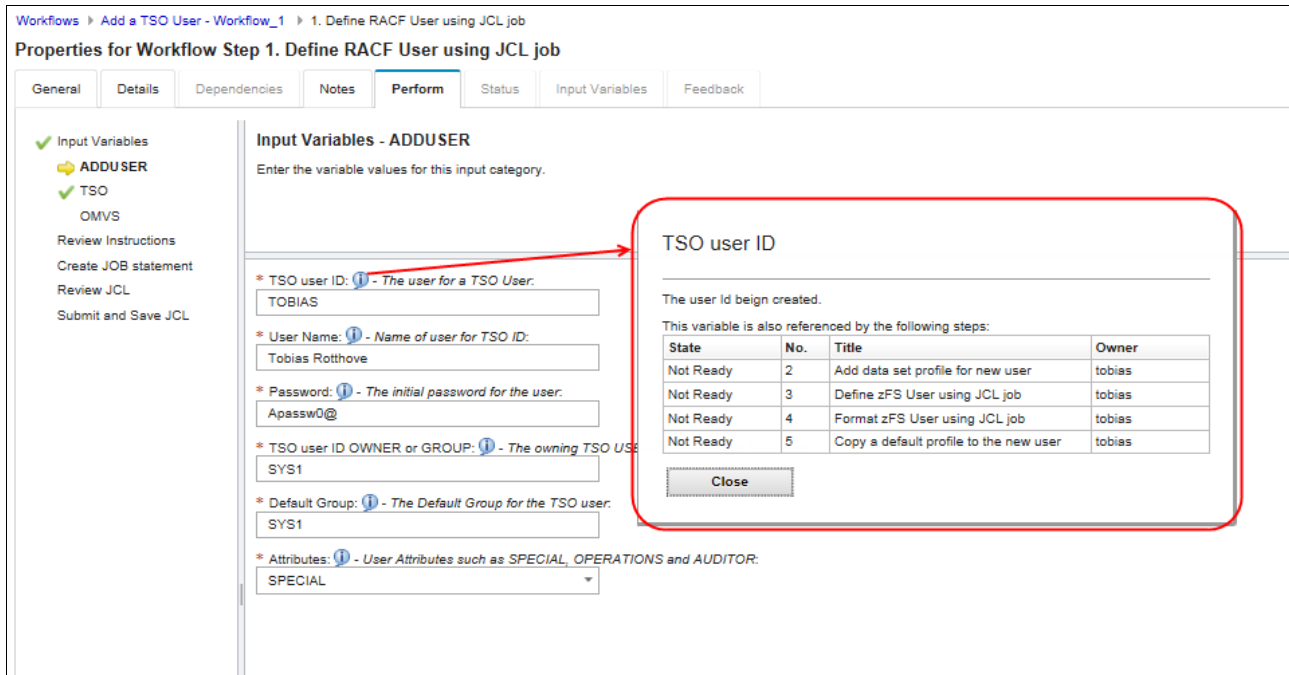 Workflows Add a TSO User - Workflow_1 1. Define RACF User using JCL job
Properties for Workflow Step 1. Define RACF User using JCL job
General Details Dependencies Notes Perform Status Input Variables Feedback
Input Variables
ADDUSER
TSO
OMVS
Review Instructions
Create JOB statement
Review JCL
Submit and Save JCL
Input Variables - ADDUSER
Enter the variable values for this input category.
* TSO user ID: - The user for a TSO User:
TOBIAS
* User Name: - Name of user for TSO ID:
Tobias Rotthove
* Password: - The initial password for the user:
Apassw0@
* TSO user ID OWNER or GROUP: - The owning TSO USE
SYS1
* Default Group: - The Default Group for the TSO user:
SYS1
* Attributes: - User Attributes such as SPECIAL, OPERATIONS and AUDITOR:
SPECIAL
TSO user ID
The user Id beign created.
This variable is also referenced by the following steps:
State No. Title Owner
Not Ready 2 Add data set profile for new user tobias
Not Ready 3 Define zFS User using JCL job tobias
Not Ready 4 Format zFS User using JCL job tobias
Not Ready 5 Copy a default profile to the new user tobias
Close